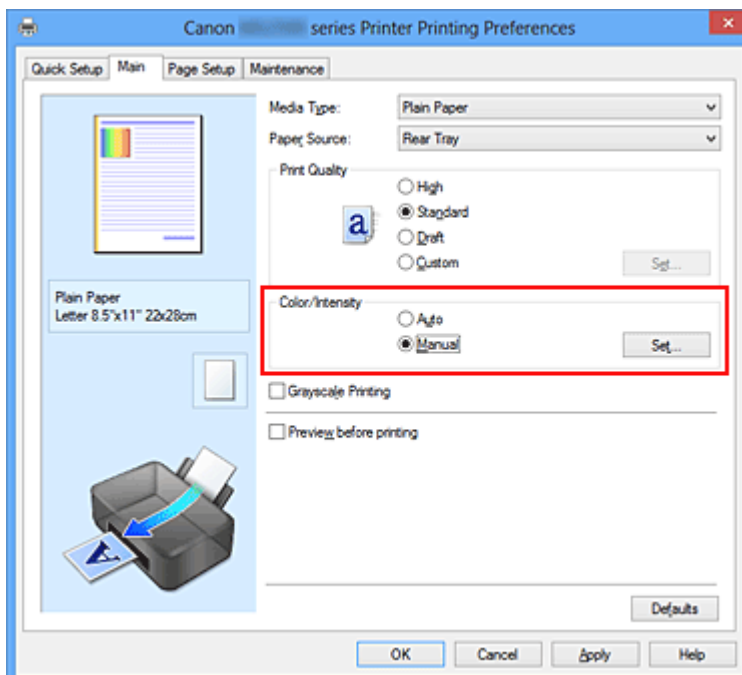 Canon series Printer Printing Preferences
Quick Setup Main Page Setup Maintenance
Media Type: Plain Paper
Paper Source: Rear Tray
Print Quality
High
Standard
Draft
Custom Set...
a
Plain Paper
Letter 8.5"x11" 22x28cm
Color/Intensity
Auto
Manual Set...
Grayscale Printing
Preview before printing
A
Defaults
OK Cancel Apply Help